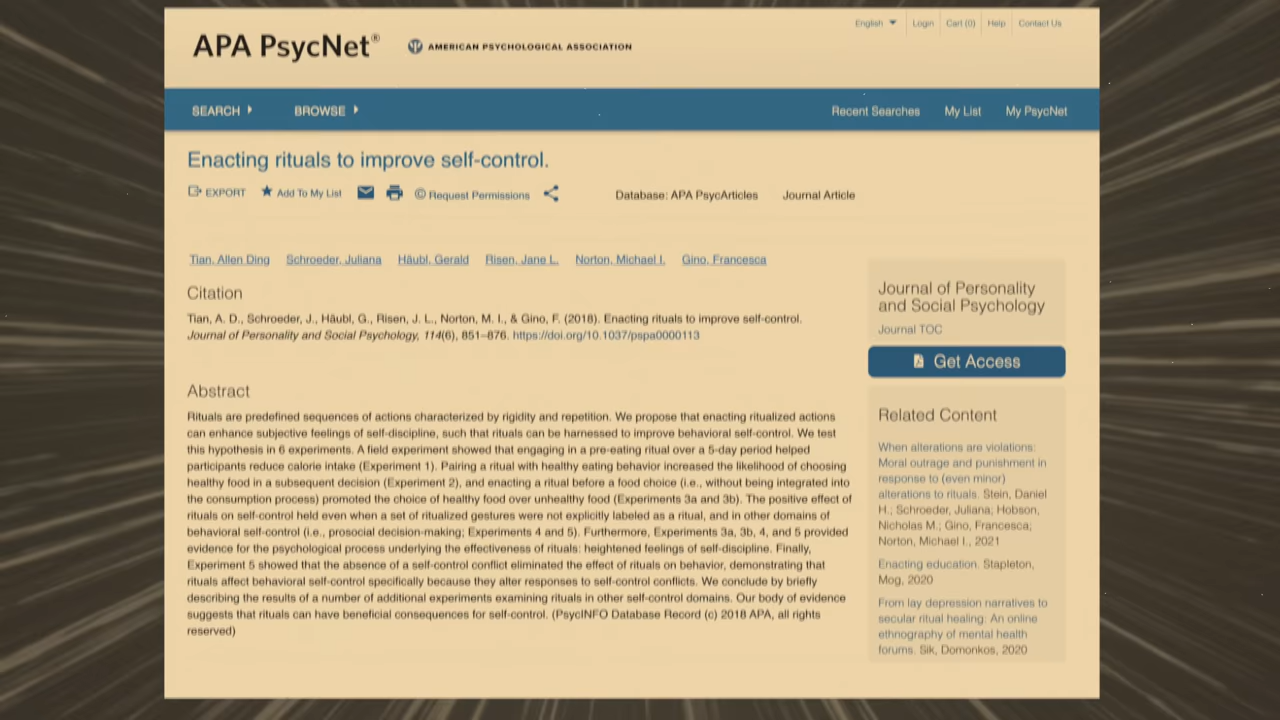 English Login Cart (0) Help Contact Us
APA PsycNet® AMERICAN PSYCHOLOGICAL ASSOCIATION
SEARCH BROWSE Recent Searches My List My PsycNet
Enacting rituals to improve self-control.
EXPORT Add To My List © Request Permissions Database: APA PsycArticles Journal Article
Tian, Allen Ding Schroeder, Juliana Häubl, Gerald Risen, Jane L. Norton, Michael I. Gino, Francesca
Citation
Tian, A. D., Schroeder, J., Häubl, G., Risen, J. L., Norton, M. I., & Gino, F. (2018). Enacting rituals to improve self-control.
Journal of Personality and Social Psychology, 114(6), 851–876. https://doi.org/10.1037/pspa0000113
Abstract
Rituals are predefined sequences of actions characterized by rigidity and repetition. We propose that enacting ritualized actions
can enhance subjective feelings of self-discipline, such that rituals can be harnessed to improve behavioral self-control. We test
this hypothesis in 6 experiments. A field experiment showed that engaging in a pre-eating ritual over a 5-day period helped
participants reduce calorie intake (Experiment 1). Pairing a ritual with healthy eating behavior increased the likelihood of choosing
healthy food in a subsequent decision (Experiment 2), and enacting a ritual before a food choice (i.e., without being integrated into
the consumption process) promoted the choice of healthy food over unhealthy food (Experiments 3a and 3b). The positive effect of
rituals on self-control held even when a set of ritualized gestures were not explicitly labeled as a ritual, and in other domains of
behavioral self-control (i.e., prosocial decision-making; Experiments 4 and 5). Furthermore, Experiments 3a, 3b, 4, and 5 provided
evidence for the psychological process underlying the effectiveness of rituals: heightened feelings of self-discipline. Finally,
Experiment 5 showed that the absence of a self-control conflict eliminated the effect of rituals on behavior, demonstrating that
rituals affect behavioral self-control specifically because they alter responses to self-control conflicts. We conclude by briefly
describing the results of a number of additional experiments examining rituals in other self-control domains. Our body of evidence
suggests that rituals can have beneficial consequences for self-control. (PsycINFO Database Record (c) 2018 APA, all rights
reserved)
Journal of Personality
and Social Psychology
Journal TOC
Get Access
Related Content
When alterations are violations:
Moral outrage and punishment in
response to (even minor)
alterations to rituals. Stein, Daniel
H.; Schroeder, Juliana; Hobson,
Nicholas M.; Gino, Francesca;
Norton, Michael I., 2021
Enacting education. Stapleton,
Mog, 2020
From lay depression narratives to
secular ritual healing: An online
ethnography of mental health
forums. Sik, Domonkos, 2020